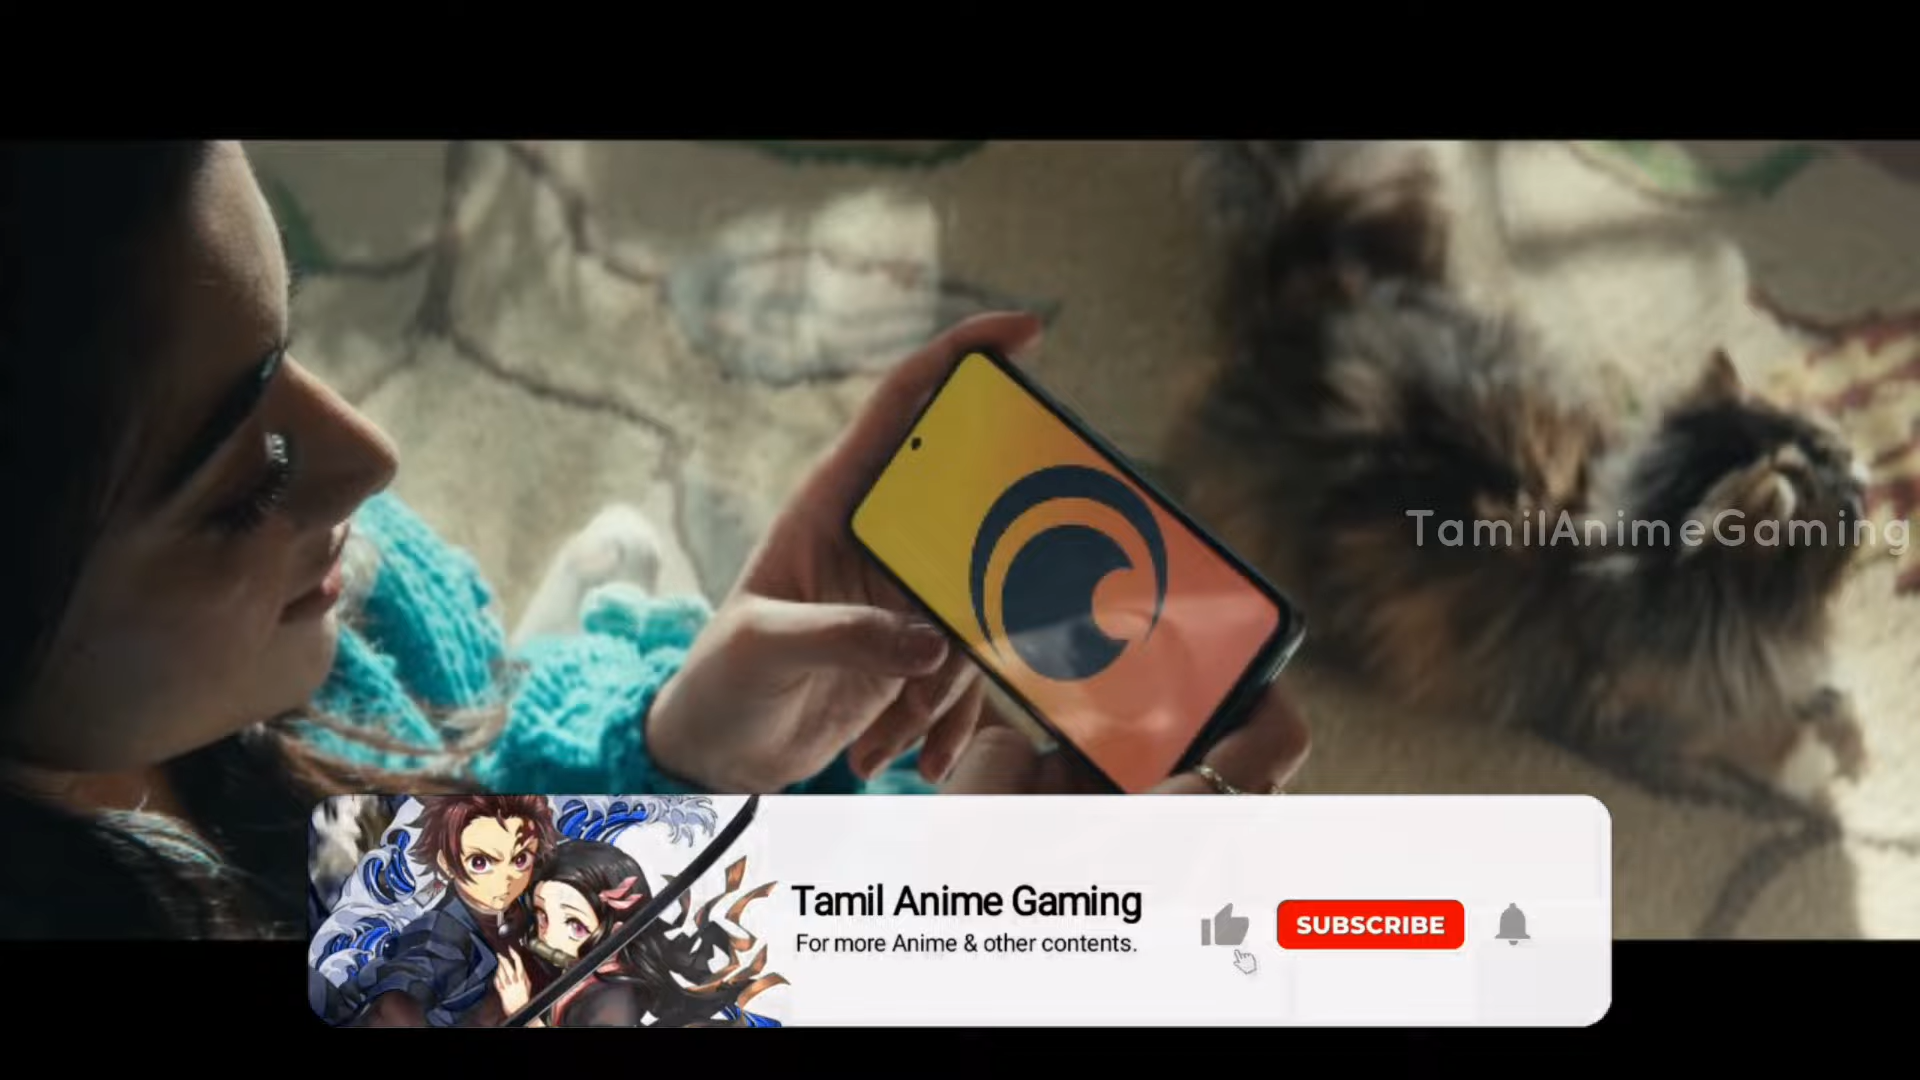 TamilAnimeGaming
Tamil Anime Gaming
For more Anime & other contents.
SUBSCRIBE